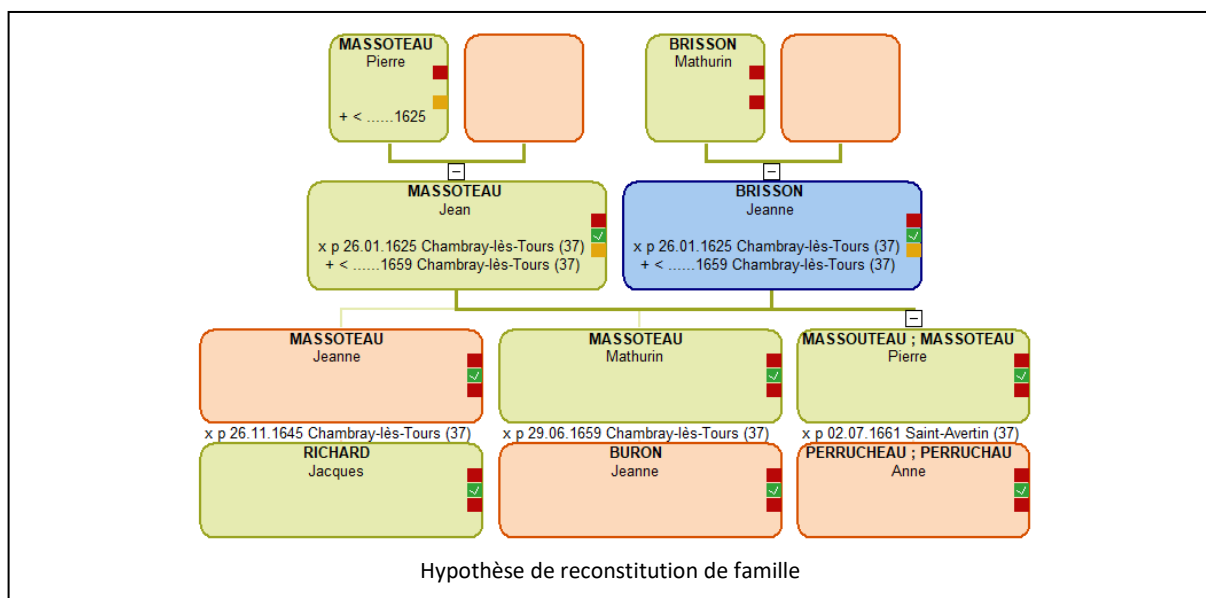 MASSOTEAU
Pierre
+ < ......1625
BRISSON
Mathurin
MASSOTEAU
Jean
x p 26.01.1625 Chambray-lès-Tours (37)
+ < ......1659 Chambray-lès-Tours (37)
BRISSON
Jeanne
x p 26.01.1625 Chambray-lès-Tours (37)
+ < ......1659 Chambray-lès-Tours (37)
MASSOTEAU
Jeanne
x p 26.11.1645 Chambray-lès-Tours (37)
RICHARD
Jacques
MASSOTEAU
Mathurin
x p 29.06.1659 Chambray-lès-Tours (37)
BURON
Jeanne
MASSOUTEAU ; MASSOTEAU
Pierre
x p 02.07.1661 Saint-Avertin (37)
PERRUCHEAU ; PERRUCHAU
Anne
Hypothèse de reconstitution de famille